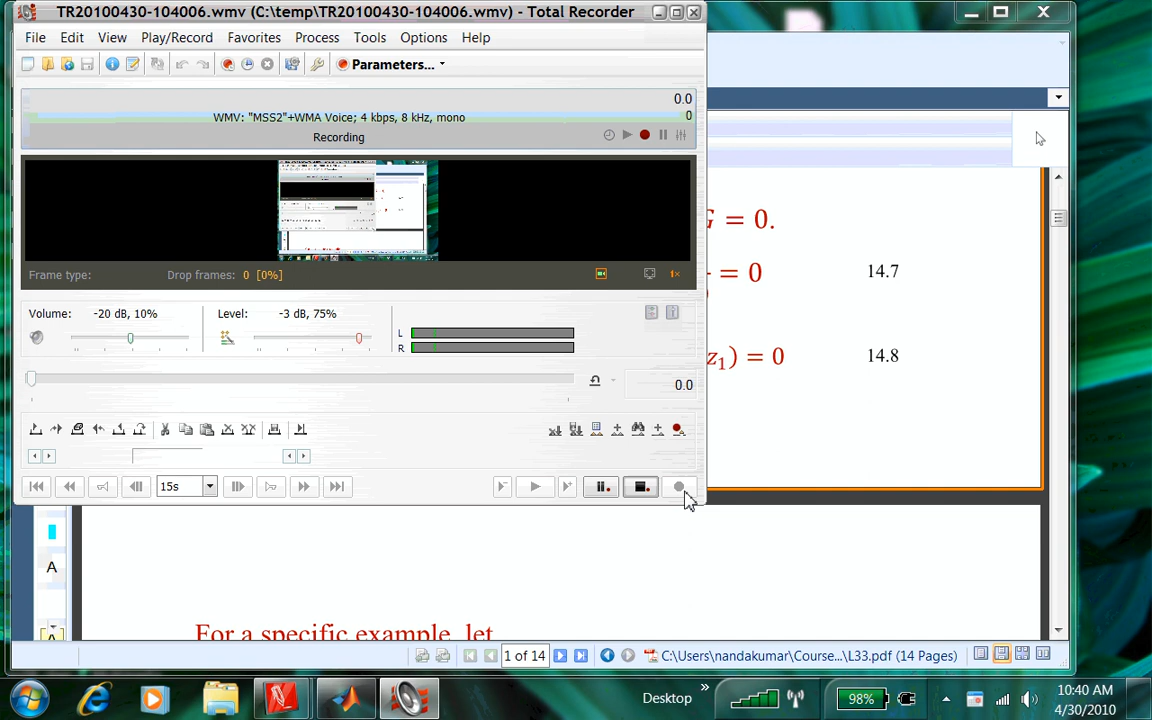 TR20100430-104006.wmv (C:\temp\TR20100430-104006.wmv) - Total Recorder
File Edit View Play/Record Favorites Process Tools Options Help
Parameters...
0.0
WMV: "MSS2"+WMA Voice; 4 kbps, 8 kHz, mono
0
Recording
G = 0.
= 0
14.7
Frame type:
Drop frames: 0 [0%]
1x
Volume: -20 dB, 10%
Level: -3 dB, 75%
L
R
z₁) = 0
14.8
0.0
15s
A
For a specific example, let
1 of 14
C:\Users\nandakumar\Course...\L33.pdf (14 Pages)
Desktop
98%
10:40 AM
4/30/2010